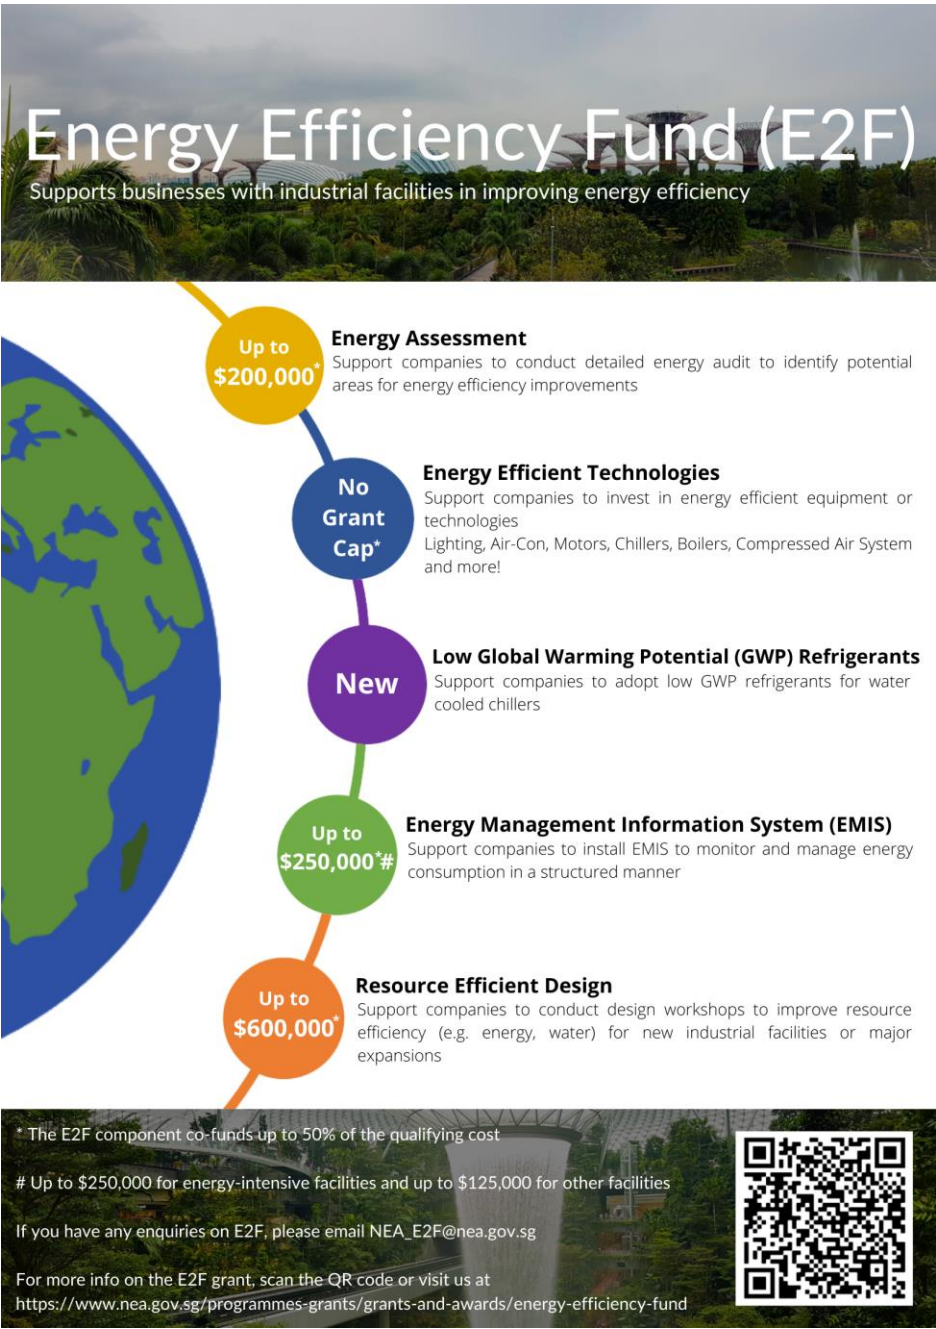 Energy Efficiency Fund (E2F)
Supports businesses with industrial facilities in improving energy efficiency
Up to
$200,000*
Energy Assessment
Support companies to conduct detailed energy audit to identify potential
areas for energy efficiency improvements
No
Grant
Cap*
Energy Efficient Technologies
Support companies to invest in energy efficient equipment or
technologies
Lighting, Air-Con, Motors, Chillers, Boilers, Compressed Air System
and more!
New
Low Global Warming Potential (GWP) Refrigerants
Support companies to adopt low GWP refrigerants for water
cooled chillers
Up to
$250,000*#
Energy Management Information System (EMIS)
Support companies to install EMIS to monitor and manage energy
consumption in a structured manner
Up to
$600,000*
Resource Efficient Design
Support companies to conduct design workshops to improve resource
efficiency (e.g. energy, water) for new industrial facilities or major
expansions
* The E2F component co-funds up to 50% of the qualifying cost
# Up to $250,000 for energy-intensive facilities and up to $125,000 for other facilities
If you have any enquiries on E2F, please email NEA_E2F@nea.gov.sg
For more info on the E2F grant, scan the QR code or visit us at
https://www.nea.gov.sg/programmes-grants/grants-and-awards/energy-efficiency-fund